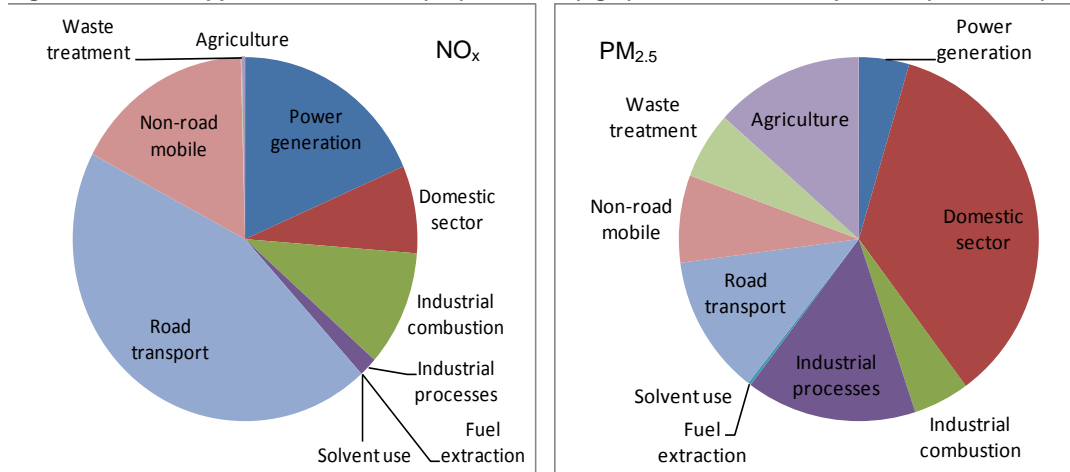 Waste
treatment
Agriculture
NOx
Power
generation
Non-road
mobile
Domestic
sector
Industrial
combustion
Road
transport
Industrial
processes
Fuel
extraction
Solvent use
PM2.5
Power
generation
Waste
treatment
Agriculture
Domestic
sector
Non-road
mobile
Road
transport
Industrial
processes
Solvent use
Fuel
extraction
Industrial
combustion